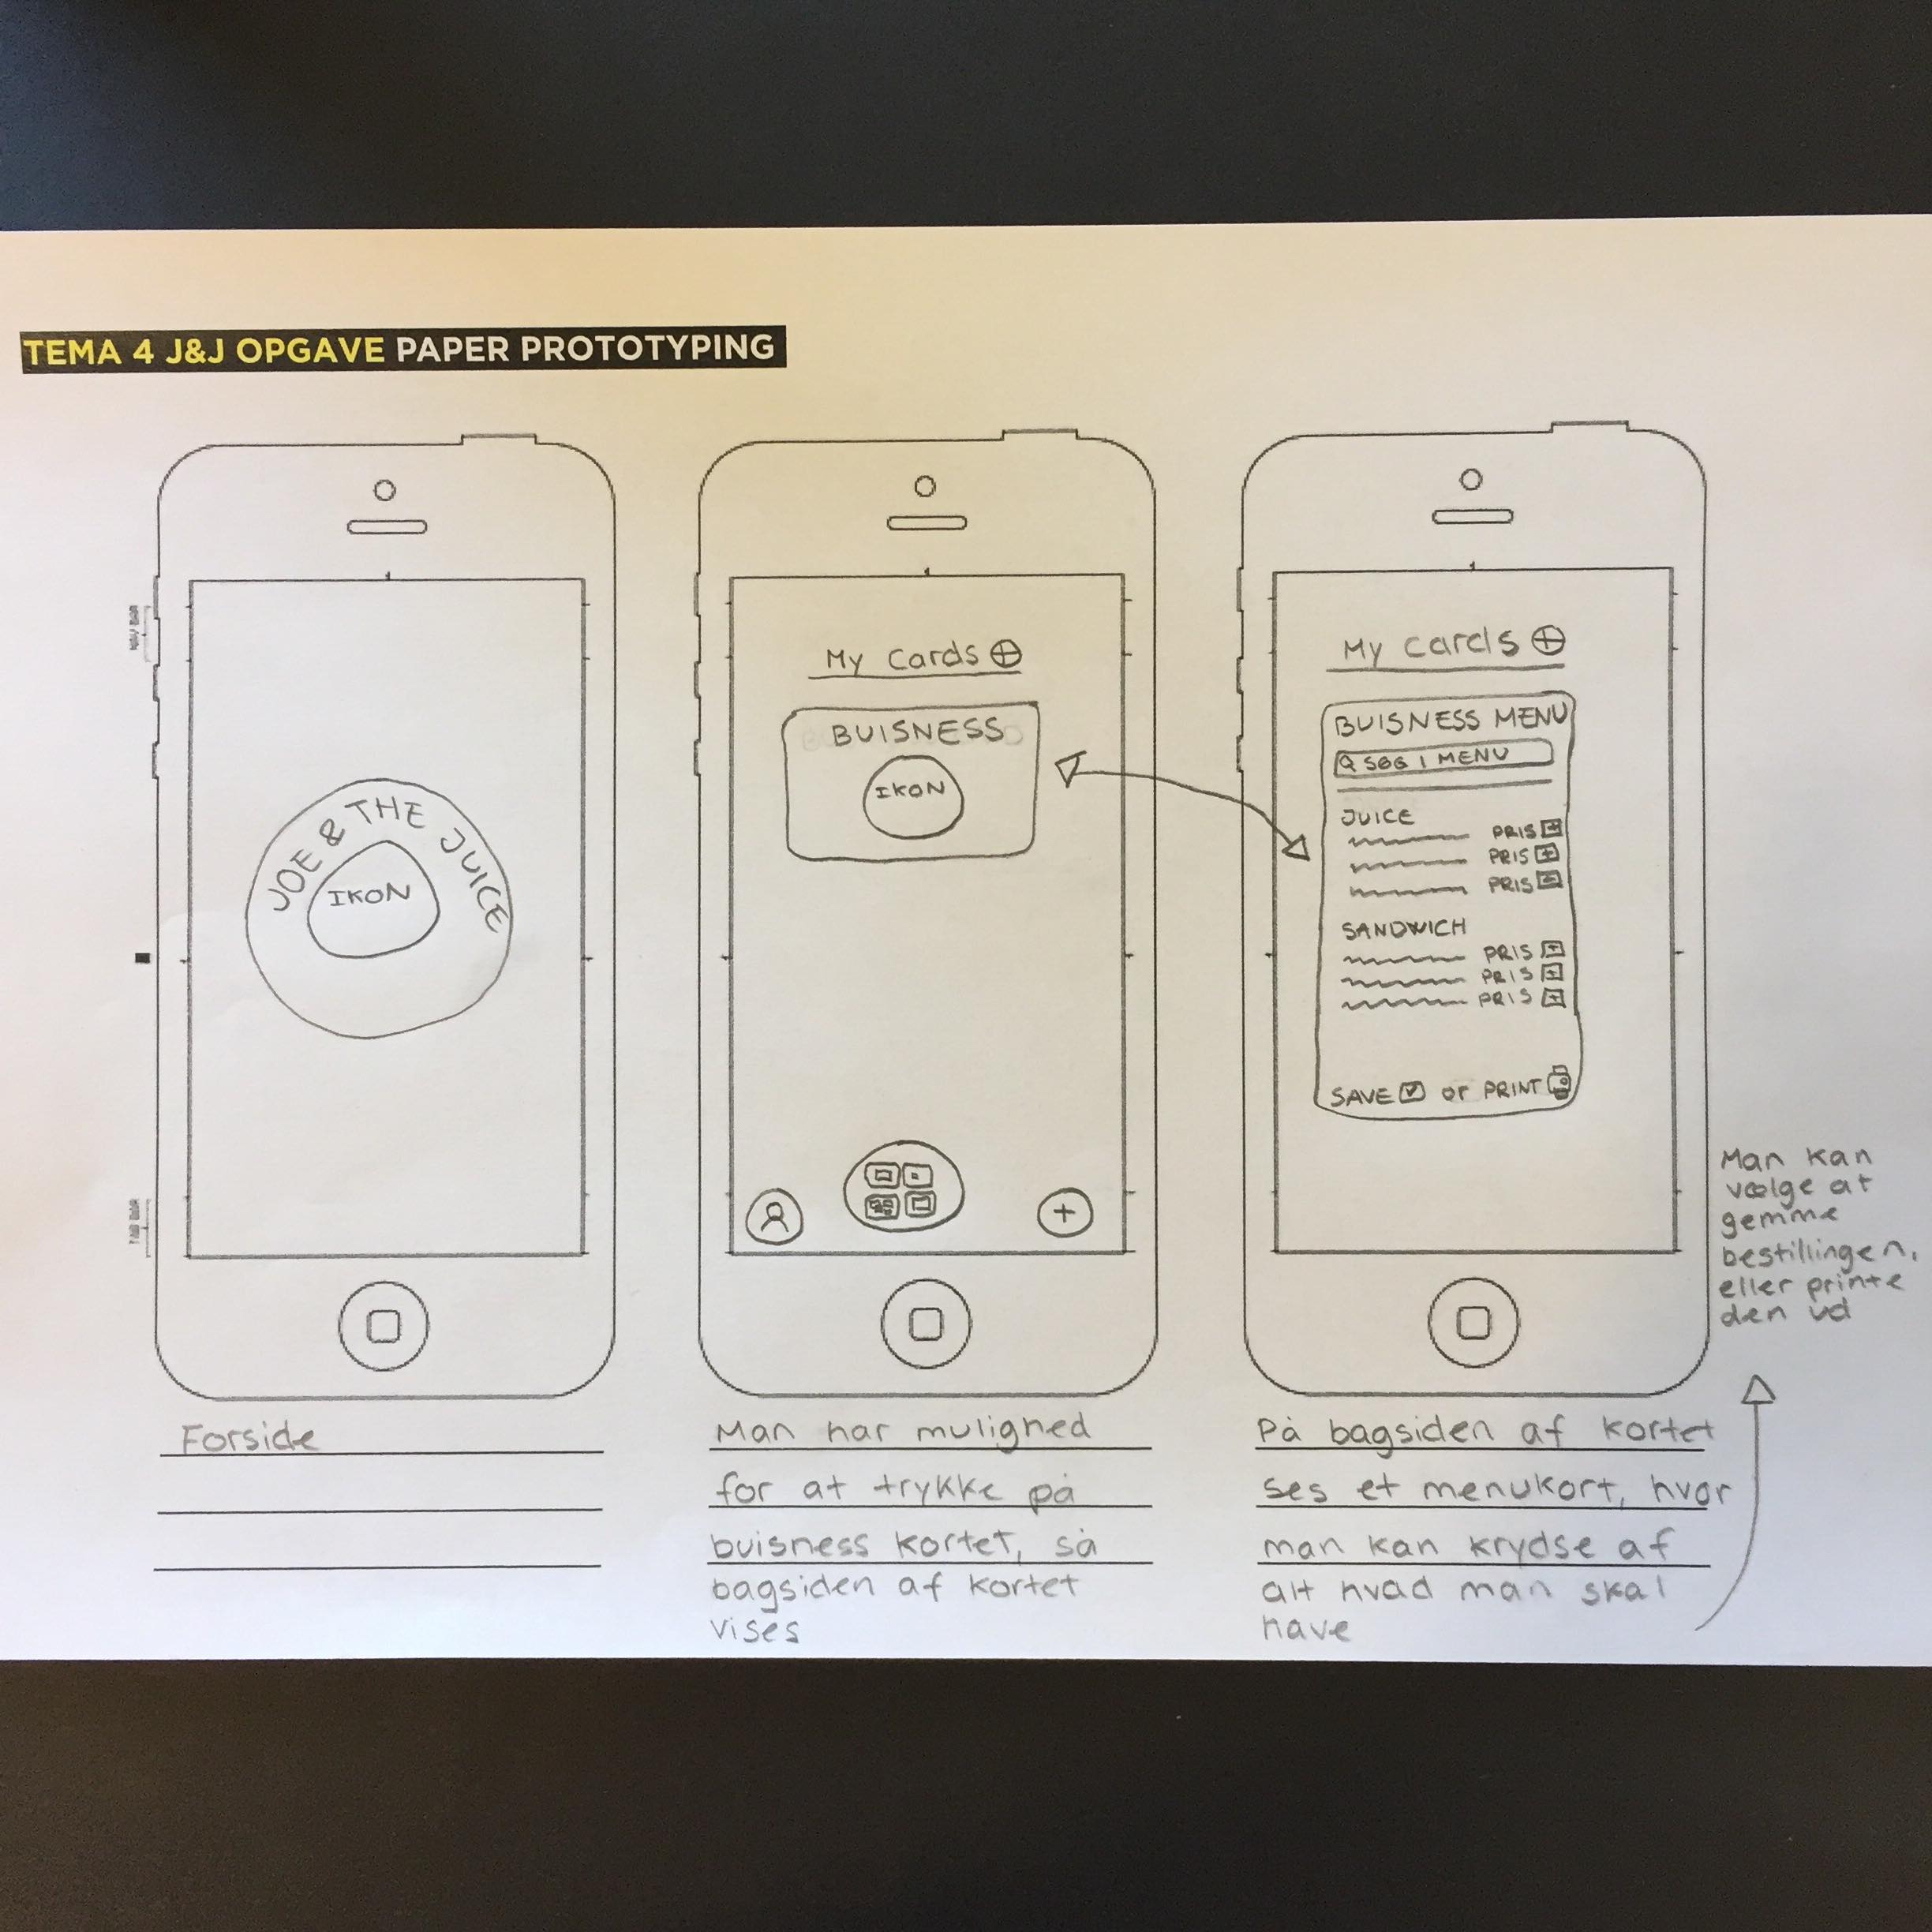 TEMA 4 J&J OPGAVE PAPER PROTOTYPING
JOE & THE JUICE
IKON
Forside
My Cards
BUISNESS
IKON
Man har mulighed
for at trykke på
buisness kortet, så
bagsiden af kortet
vises
My Cards
BUISNESS MENU
SØG I MENU
JUICE
PRIS
PRIS
PRIS
SANDWICH
PRIS
PRIS
PRIS
SAVE or PRINT
På bagsiden af kortet
ses et menukort, hvor
man kan krydse af
alt hvad man skal
have
Man kan
vælge at
gemme
bestillingen,
eller printe
den ud